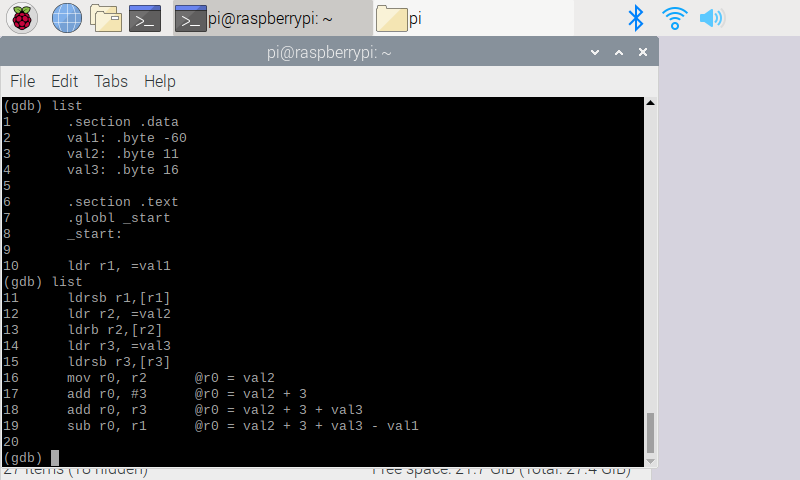 pi@raspberrypi: ~
pi
pi@raspberrypi: ~
File Edit Tabs Help
(gdb) list
1 .section .data
2 val1: .byte -60
3 val2: .byte 11
4 val3: .byte 16
5
6 .section .text
7 .globl _start
8 _start:
9
10 ldr r1, =val1
(gdb) list
11 ldrsb r1,[r1]
12 ldr r2, =val2
13 ldrb r2,[r2]
14 ldr r3, =val3
15 ldrsb r3,[r3]
16 mov r0, r2 @r0 = val2
17 add r0, #3 @r0 = val2 + 3
18 add r0, r3 @r0 = val2 + 3 + val3
19 sub r0, r1 @r0 = val2 + 3 + val3 - val1
20
(gdb)
27 items (18 hidden) Free space: 21.7 GiB (Total: 27.4 GiB)